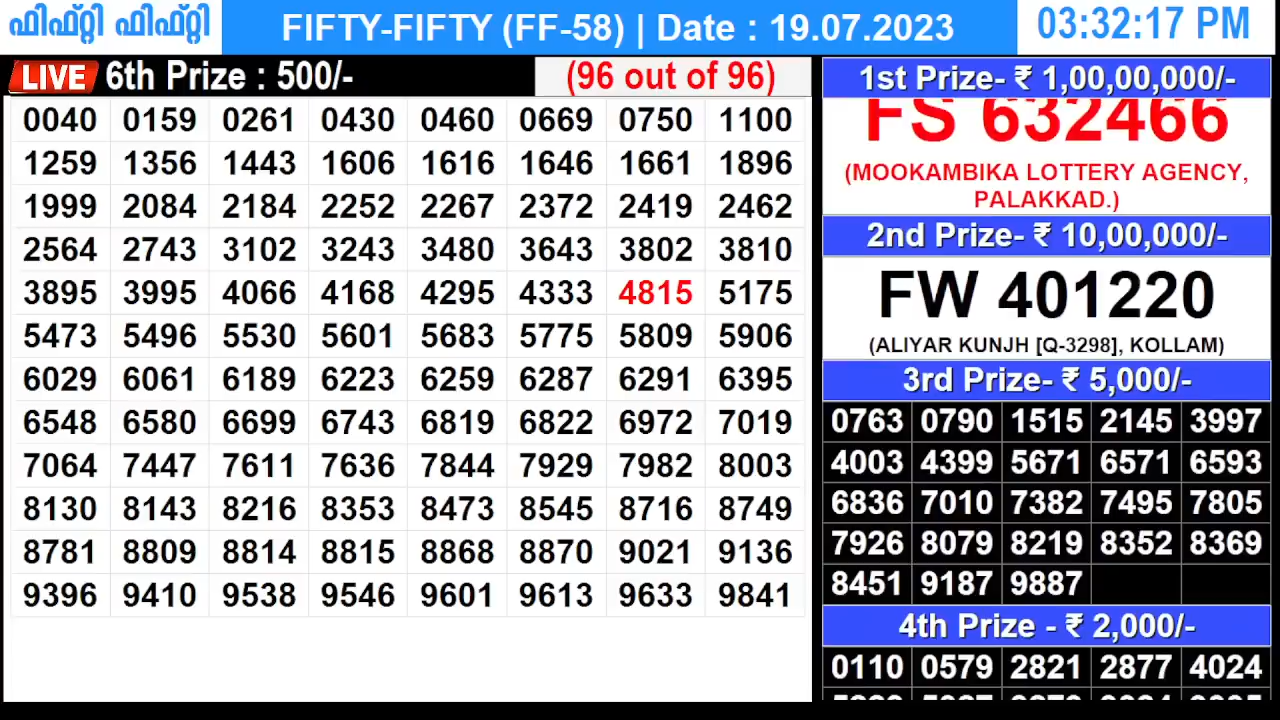 ഫിഫ്റ്റി ഫിഫ്റ്റി FIFTY-FIFTY (FF-58) | Date : 19.07.2023 03:32:17 PM
LIVE 6th Prize : 500/- (96 out of 96)
0040 0159 0261 0430 0460 0669 0750 1100
1259 1356 1443 1606 1616 1646 1661 1896
1999 2084 2184 2252 2267 2372 2419 2462
2564 2743 3102 3243 3480 3643 3802 3810
3895 3995 4066 4168 4295 4333 4815 5175
5473 5496 5530 5601 5683 5775 5809 5906
6029 6061 6189 6223 6259 6287 6291 6395
6548 6580 6699 6743 6819 6822 6972 7019
7064 7447 7611 7636 7844 7929 7982 8003
8130 8143 8216 8353 8473 8545 8716 8749
8781 8809 8814 8815 8868 8870 9021 9136
9396 9410 9538 9546 9601 9613 9633 9841
1st Prize- ₹ 1,00,00,000/-
FS 632466
(MOOKAMBIKA LOTTERY AGENCY,
PALAKKAD.)
2nd Prize- ₹ 10,00,000/-
FW 401220
(ALIYAR KUNJH [Q-3298], KOLLAM)
3rd Prize- ₹ 5,000/-
0763 0790 1515 2145 3997
4003 4399 5671 6571 6593
6836 7010 7382 7495 7805
7926 8079 8219 8352 8369
8451 9187 9887
4th Prize - ₹ 2,000/-
0110 0579 2821 2877 4024